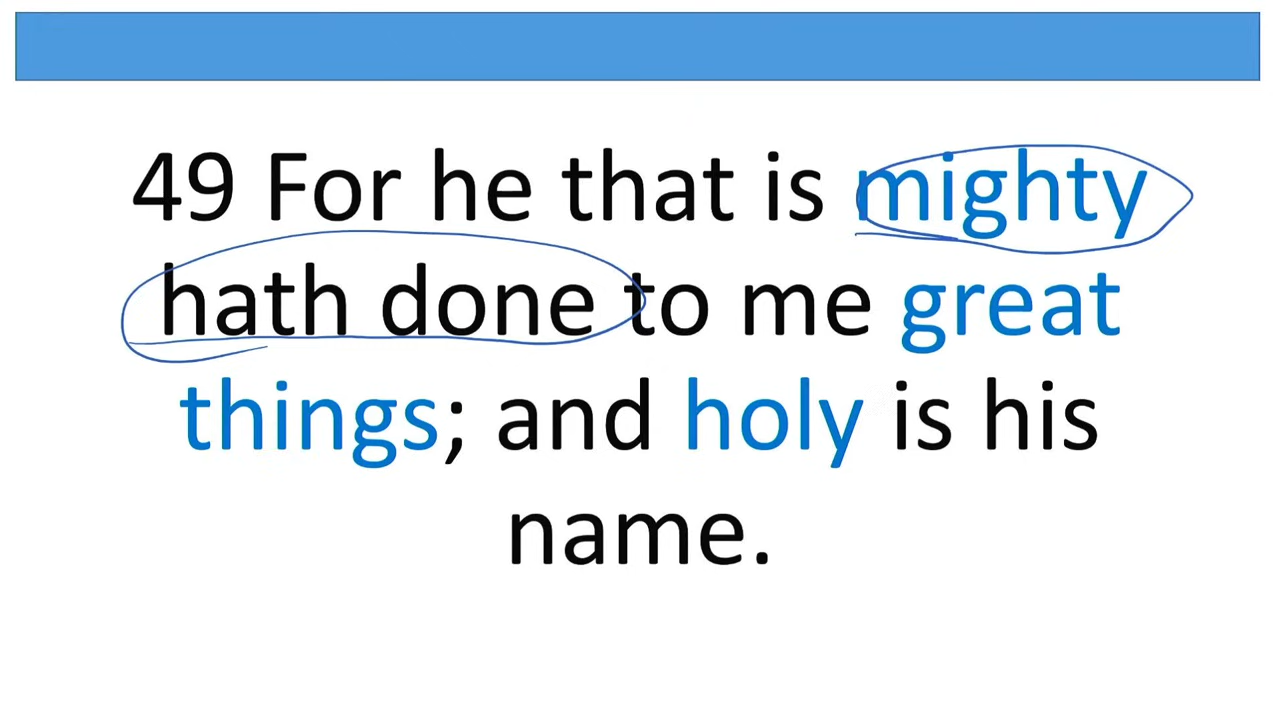 49 For he that is mighty
hath done to me great
things; and holy is his
name.